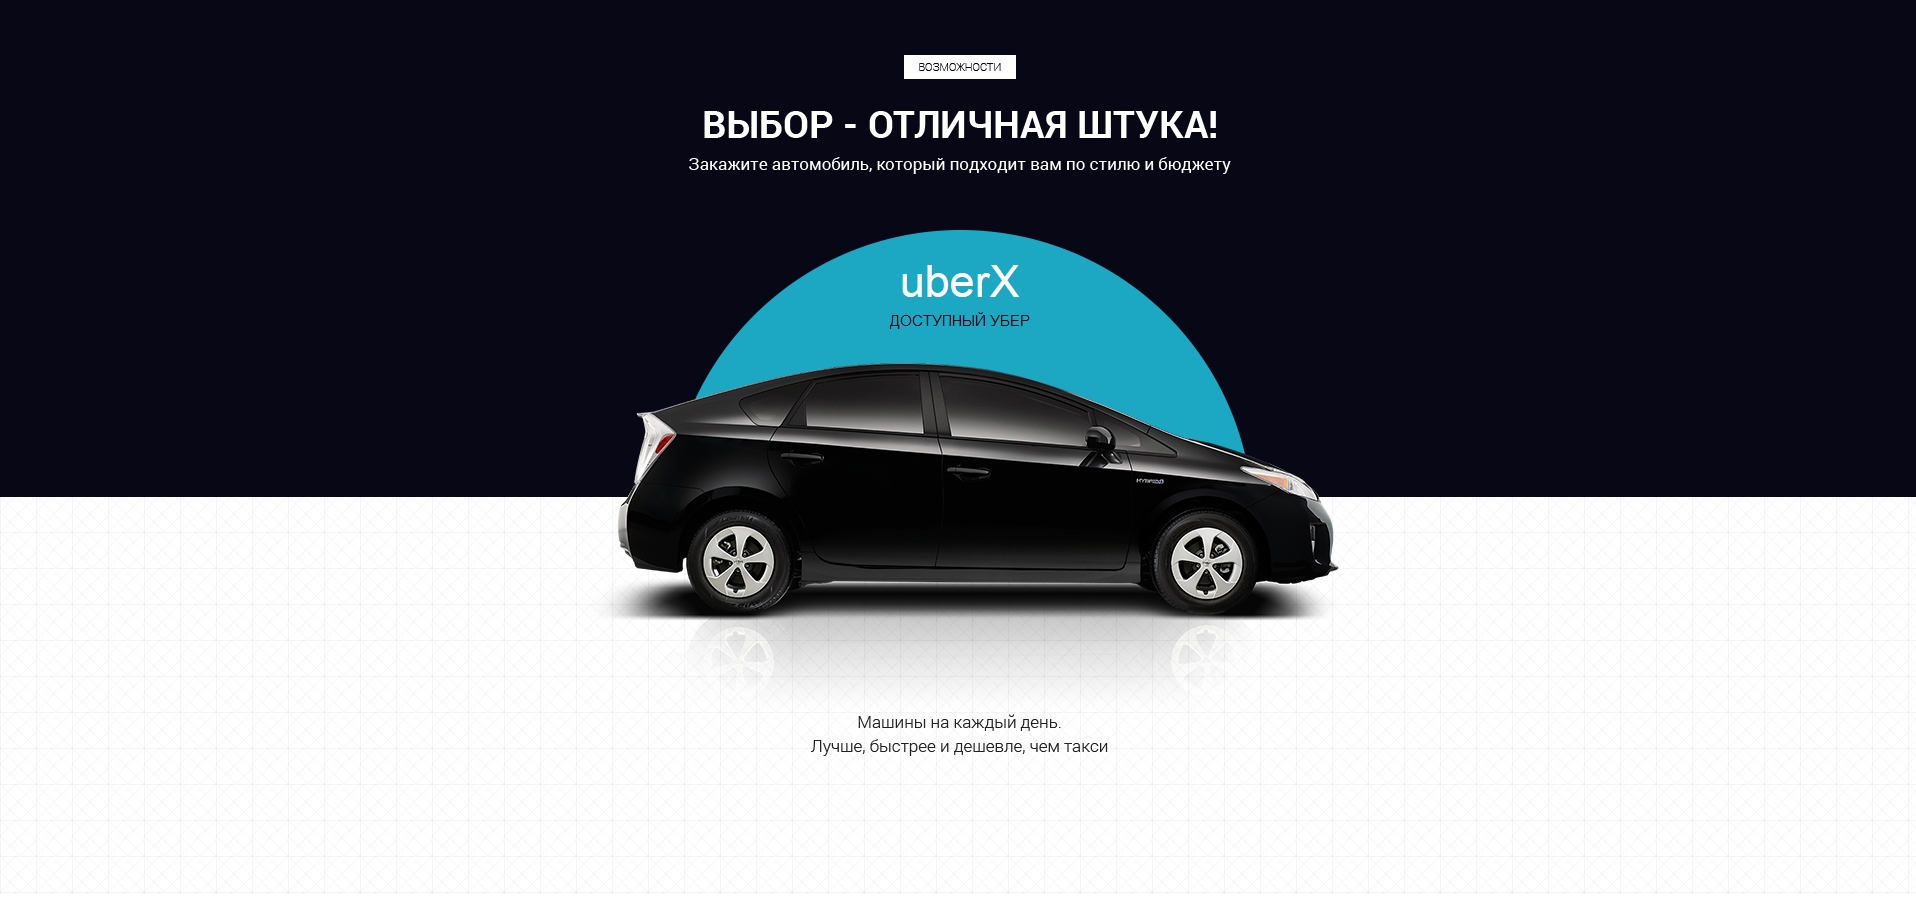 ВОЗМОЖНОСТИ
ВЫБОР - ОТЛИЧНАЯ ШТУКА!
Закажите автомобиль, который подходит вам по стилю и бюджету
uberX
ДОСТУПНЫЙ УБЕР
HYBRID
Машины на каждый день.
Лучше, быстрее и дешевле, чем такси